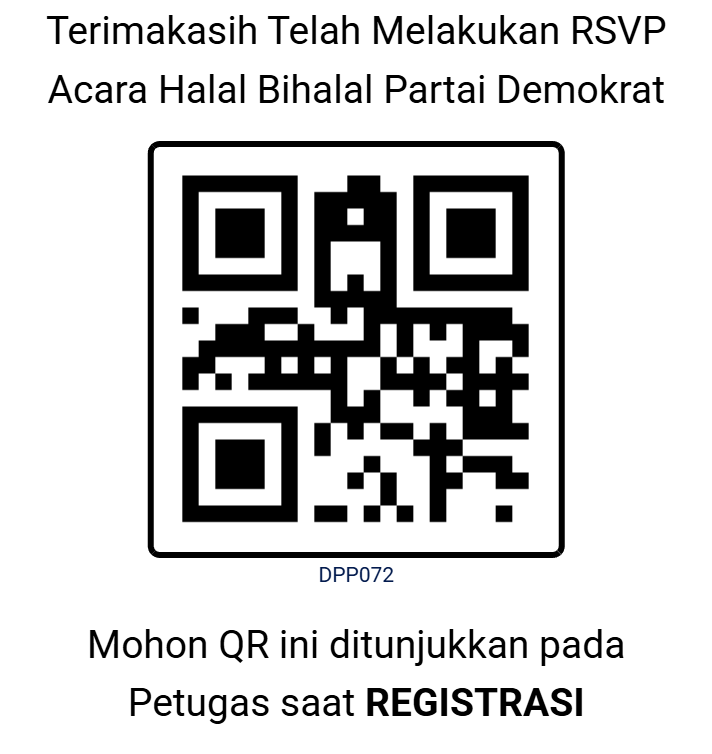 Terimakasih Telah Melakukan RSVP
Acara Halal Bihalal Partai Demokrat
DPP072
Mohon QR ini ditunjukkan pada
Petugas saat REGISTRASI